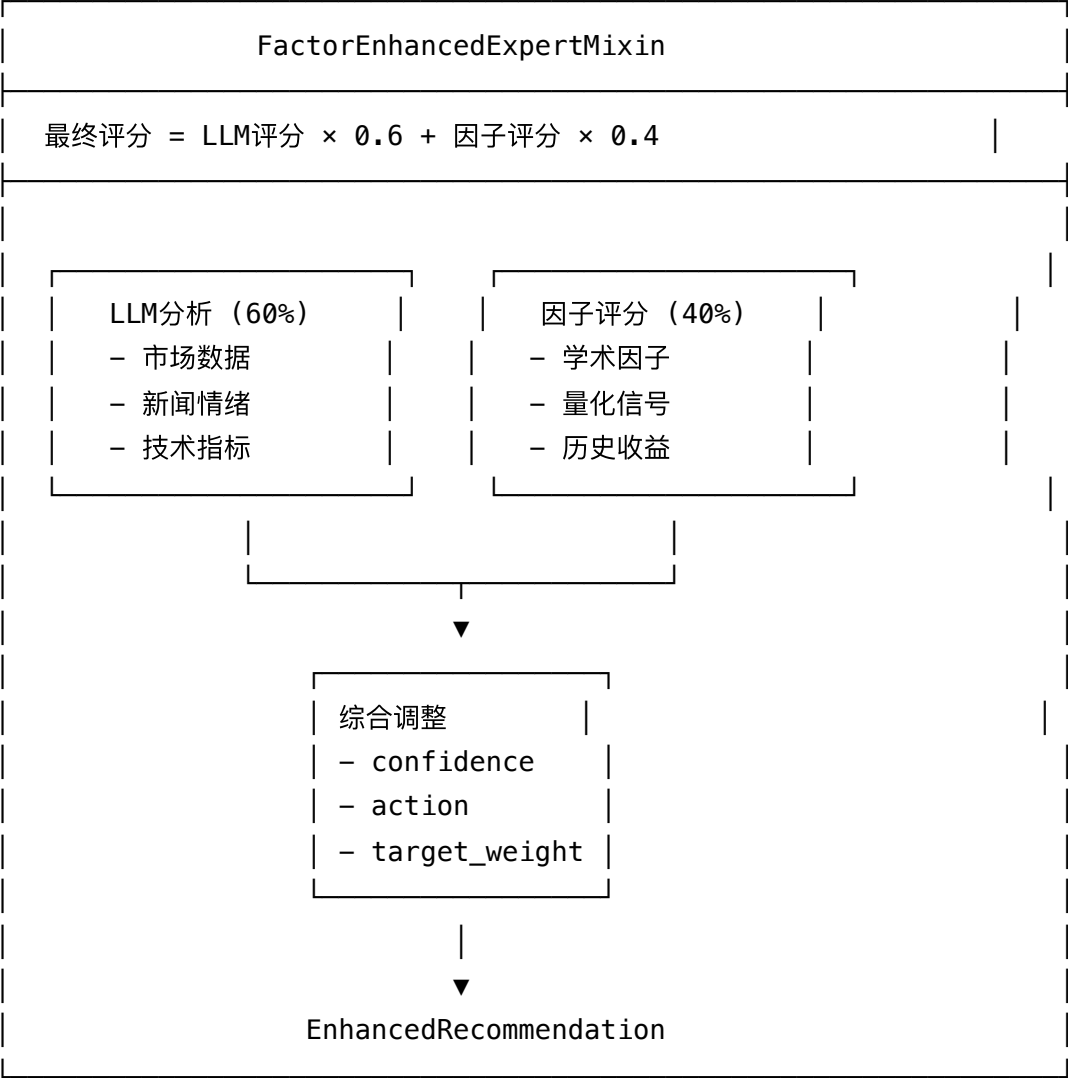 FactorEnhancedExpertMixin
最终评分 = LLM评分 × 0.6 + 因子评分 × 0.4
LLM分析 (60%) 因子评分 (40%)
- 市场数据 - 学术因子
- 新闻情绪 - 量化信号
- 技术指标 - 历史收益
综合调整
- confidence
- action
- target_weight
EnhancedRecommendation